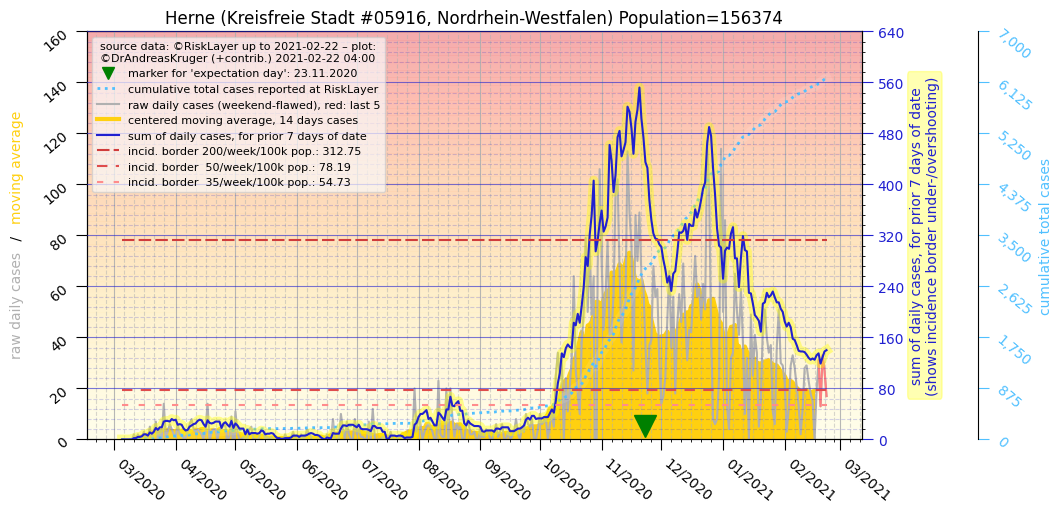 Herne (Kreisfreie Stadt #05916, Nordrhein-Westfalen) Population=156374
source data: ©RiskLayer up to 2021-02-22 – plot:
©DrAndreasKruger (+contrib.) 2021-02-22 04:00
marker for 'expectation day': 23.11.2020
cumulative total cases reported at RiskLayer
raw daily cases (weekend-flawed), red: last 5
centered moving average, 14 days cases
sum of daily cases, for prior 7 days of date
incid. border 200/week/100k pop.: 312.75
incid. border  50/week/100k pop.: 78.19
incid. border  35/week/100k pop.: 54.73
raw daily cases  /  moving average
160
140
120
100
80
60
40
20
0
03/2020
04/2020
05/2020
06/2020
07/2020
08/2020
09/2020
10/2020
11/2020
12/2020
01/2021
02/2021
03/2021
640
560
480
400
320
240
160
80
0
sum of daily cases, for prior 7 days of date
(shows incidence border under-/overshooting)
7,000
6,125
5,250
4,375
3,500
2,625
1,750
875
0
cumulative total cases